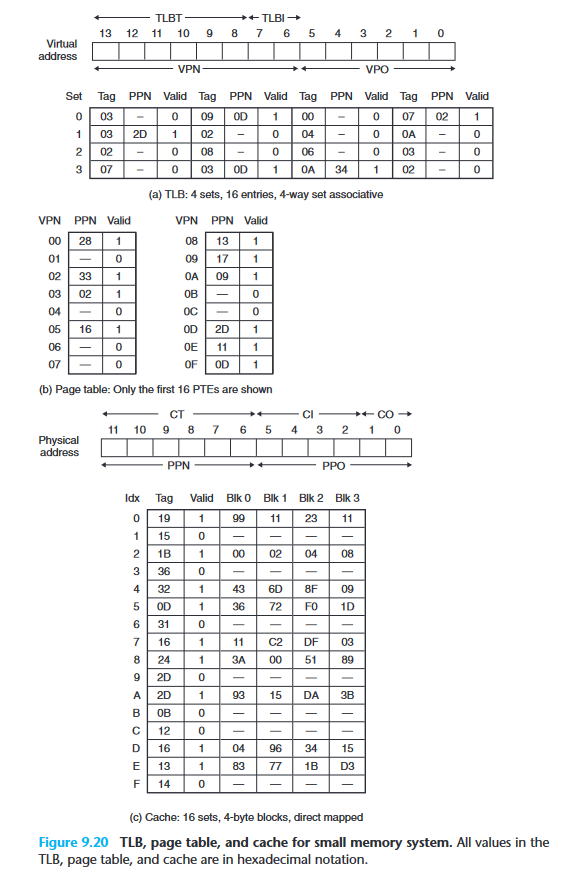 TLBT TLBI
13 12 11 10 9 8 7 6 5 4 3 2 1 0
Virtual
address
VPN VPO
Set Tag PPN Valid Tag PPN Valid Tag PPN Valid Tag PPN Valid
0 03 – 0 09 0D 1 00 – 0 07 02 1
1 03 2D 1 02 – 0 04 – 0 0A – 0
2 02 – 0 08 – 0 06 – 0 03 – 0
3 07 – 0 03 0D 1 0A 34 1 02 – 0
(a) TLB: 4 sets, 16 entries, 4-way set associative
VPN PPN Valid VPN PPN Valid
00 28 1 08 13 1
01 — 0 09 17 1
02 33 1 0A 09 1
03 02 1 0B — 0
04 — 0 0C — 0
05 16 1 0D 2D 1
06 — 0 0E 11 1
07 — 0 0F 0D 1
(b) Page table: Only the first 16 PTEs are shown
CT CI CO
11 10 9 8 7 6 5 4 3 2 1 0
Physical
address
PPN PPO
Idx Tag Valid Blk 0 Blk 1 Blk 2 Blk 3
0 19 1 99 11 23 11
1 15 0 — — — —
2 1B 1 00 02 04 08
3 36 0 — — — —
4 32 1 43 6D 8F 09
5 0D 1 36 72 F0 1D
6 31 0 — — — —
7 16 1 11 C2 DF 03
8 24 1 3A 00 51 89
9 2D 0 — — — —
A 2D 1 93 15 DA 3B
B 0B 0 — — — —
C 12 0 — — — —
D 16 1 04 96 34 15
E 13 1 83 77 1B D3
F 14 0 — — — —
(c) Cache: 16 sets, 4-byte blocks, direct mapped
Figure 9.20 TLB, page table, and cache for small memory system. All values in the
TLB, page table, and cache are in hexadecimal notation.